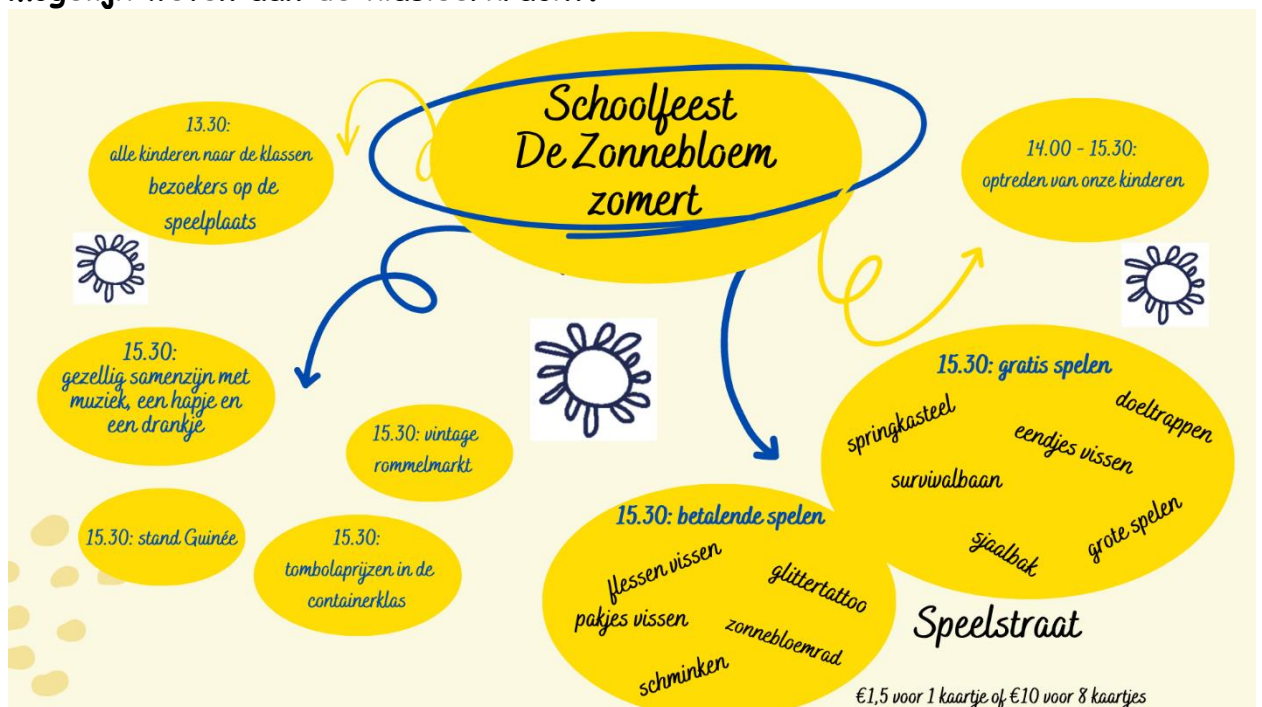 Schoolfeest
De Zonnebloem
zomert
13.30:
alle kinderen naar de klassen
bezoekers op de
speelplaats
14.00 - 15.30:
optreden van onze kinderen
15.30:
gezellig samenzijn met
muziek, een hapje en
een drankje
15.30: vintage
rommelmarkt
15.30: stand Guinée
15.30:
tombolaprijzen in de
containerklas
15.30: betalende spelen
flessen vissen
glittertattoo
pakjes vissen
zonnebloemrad
schminken
15.30: gratis spelen
springkasteel
doeltrappen
eendjes vissen
survivalbaan
sjaalbak
grote spelen
Speelstraat
€1,5 voor 1 kaartje of €10 voor 8 kaartjes